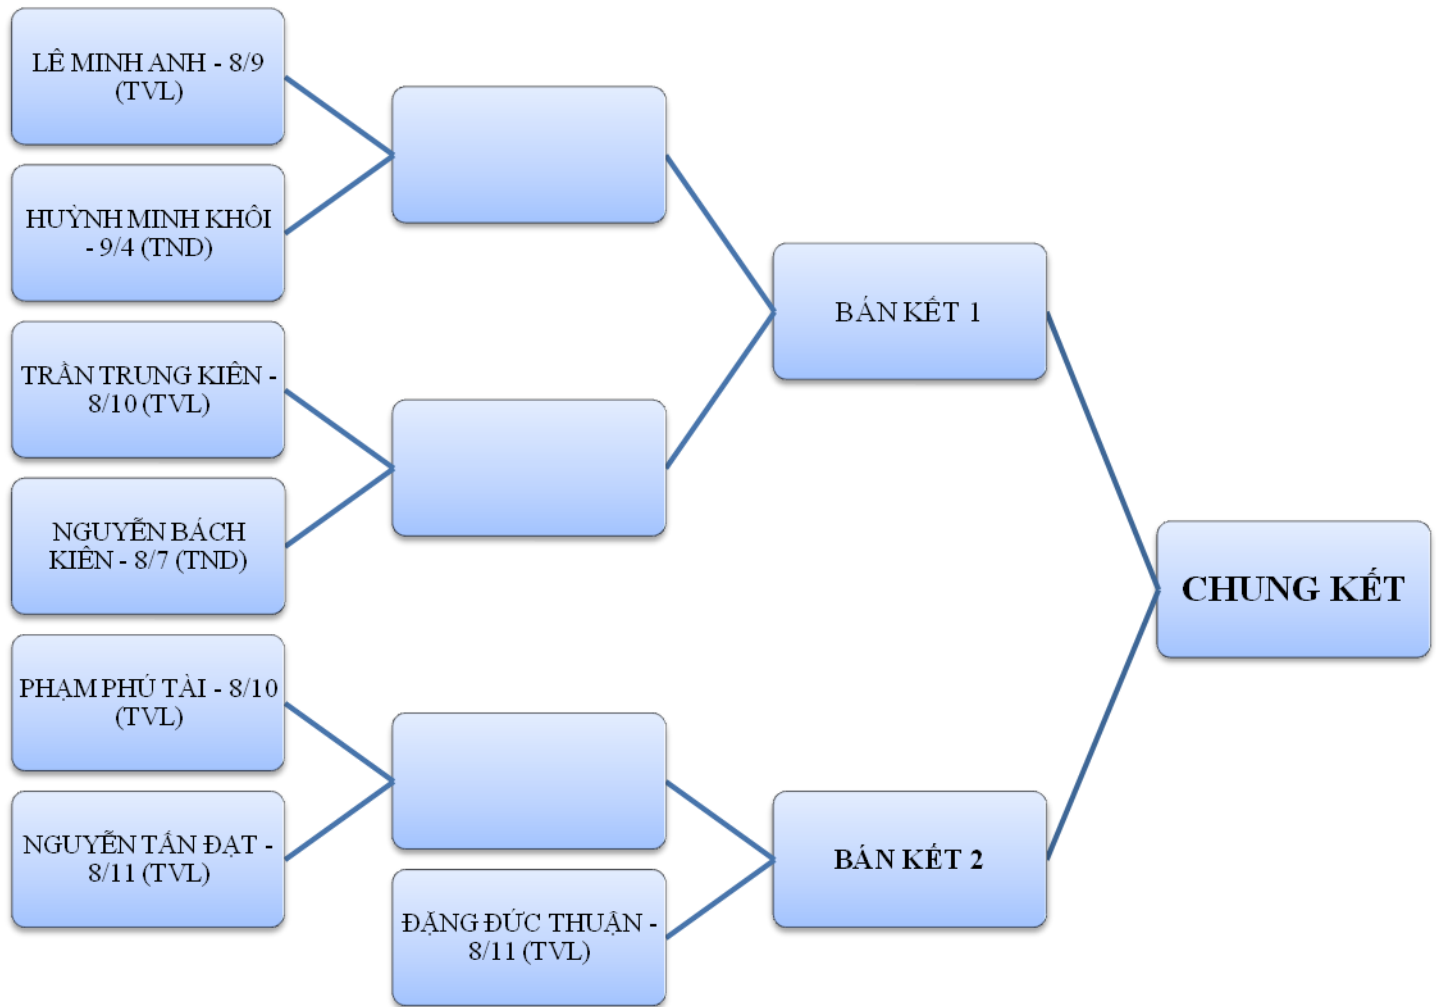 LÊ MINH ANH - 8/9
(TVL)
HUỲNH MINH KHÔI
- 9/4 (TND)
TRẦN TRUNG KIÊN -
8/10 (TVL)
NGUYỄN BÁCH
KIÊN - 8/7 (TND)
PHẠM PHÚ TÀI - 8/10
(TVL)
NGUYỄN TẤN ĐẠT -
8/11 (TVL)
ĐẶNG ĐỨC THUẬN -
8/11 (TVL)
BÁN KẾT 1
BÁN KẾT 2
CHUNG KẾT